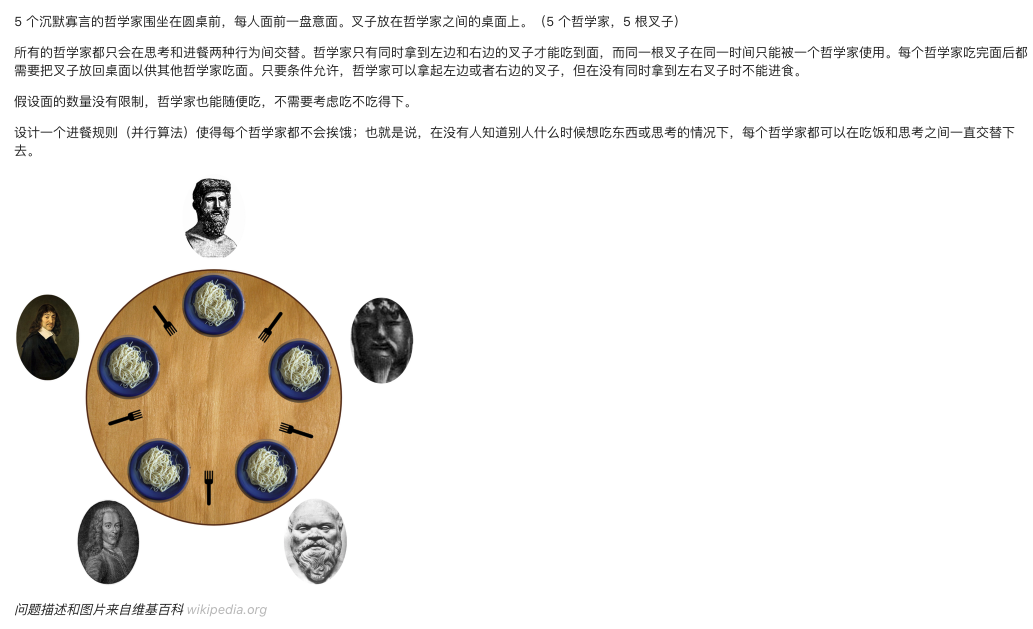 5 个沉默寡言的哲学家围坐在圆桌前，每人面前一盘意面。叉子放在哲学家之间的桌面上。（5 个哲学家，5 根叉子）
所有的哲学家都只会在思考和进餐两种行为间交替。哲学家只有同时拿到左边和右边的叉子才能吃到面，而同一根叉子在同一时间只能被一个哲学家使用。每个哲学家吃完面后都
需要把叉子放回桌面以供其他哲学家吃面。只要条件允许，哲学家可以拿起左边或者右边的叉子，但在没有同时拿到左右叉子时不能进食。
假设面的数量没有限制，哲学家也能随便吃，不需要考虑吃不吃得下。
设计一个进餐规则（并行算法）使得每个哲学家都不会挨饿；也就是说，在没有人知道别人什么时候想吃东西或思考的情况下，每个哲学家都可以在吃饭和思考之间一直交替下
去。
问题描述和图片来自维基百科 wikipedia.org